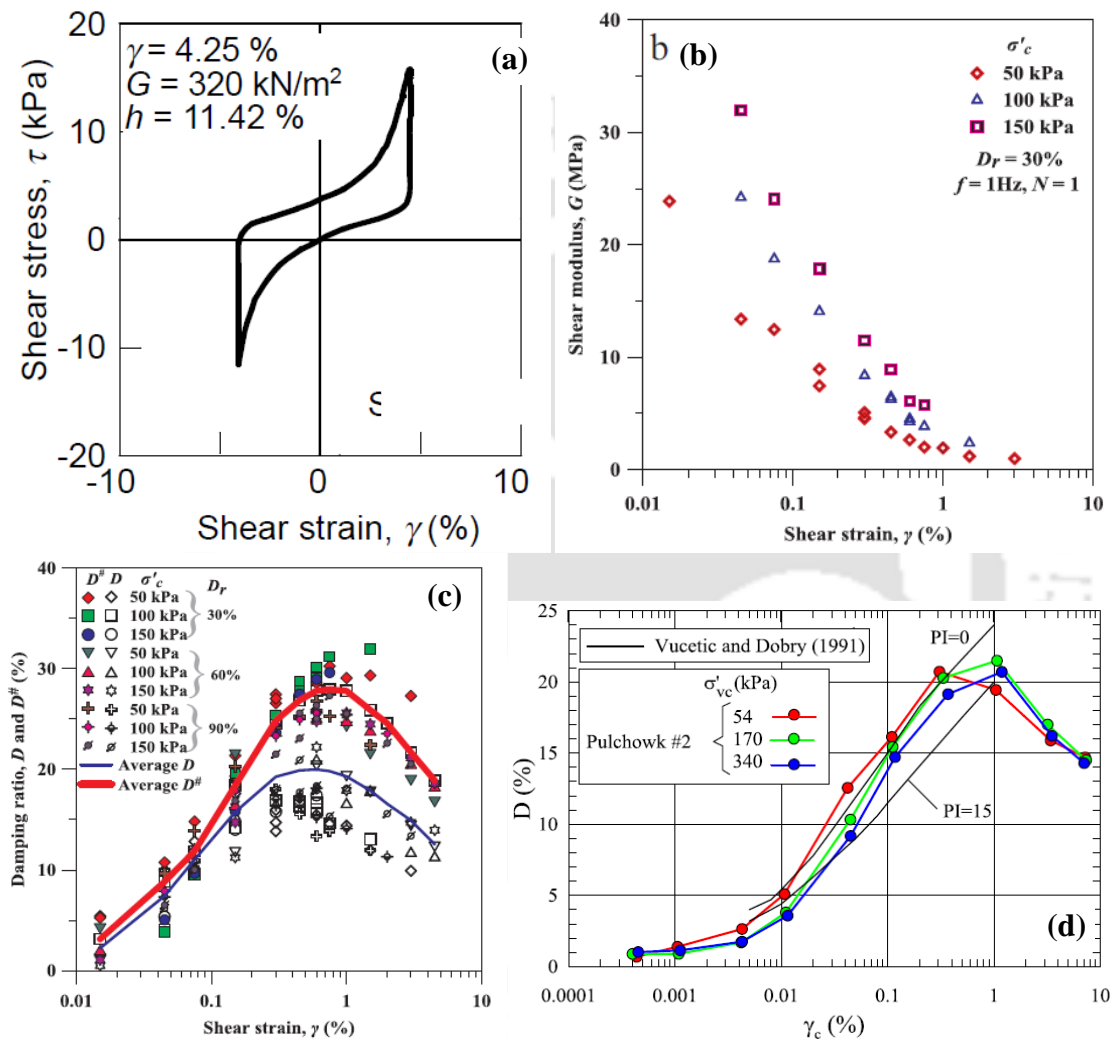 (a)
γ = 4.25 %
G = 320 kN/m²
h = 11.42 %
Shear stress, τ (kPa)
20
10
0
-10
20
-10
0
10
Shear strain, γ (%)
b (b)
σ'c
50 kPa
100 kPa
150 kPa
Dr = 30%
f = 1Hz, N = 1
Shear modulus, G (MPa)
40
30
20
10
0
0.01
0.1
1
10
Shear strain, γ (%)
(c)
D# D σ'c Dr
50 kPa
100 kPa
150 kPa
30%
50 kPa
100 kPa
150 kPa
60%
50 kPa
100 kPa
150 kPa
90%
Average D
Average D#
Damping ratio, D and D# (%)
40
30
20
10
0
0.01
0.1
1
10
Shear strain, γ (%)
(d)
Vucetic and Dobry (1991)
σ'vc (kPa)
Pulchowk #2
54
170
340
PI=0
PI=15
D (%)
25
20
15
10
5
0
0.0001
0.001
0.01
0.1
1
10
γc (%)